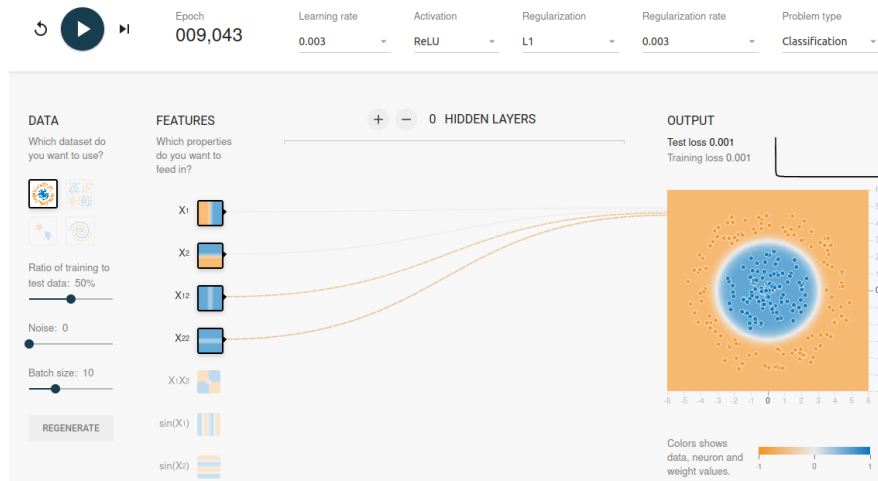 Epoch
009,043
Learning rate
0.003
Activation
ReLU
Regularization
L1
Regularization rate
0.003
Problem type
Classification
DATA
Which dataset do
you want to use?
Ratio of training to
test data: 50%
Noise: 0
Batch size: 10
REGENERATE
FEATURES
Which properties
do you want to
feed in?
X1
X2
X12
X22
X1X2
sin(X1)
sin(X2)
+ − 0 HIDDEN LAYERS
OUTPUT
Test loss 0.001
Training loss 0.001
-6 -5 -4 -3 -2 -1 0 1 2 3 4 5 6
Colors shows
data, neuron and
weight values.
-1 0 1